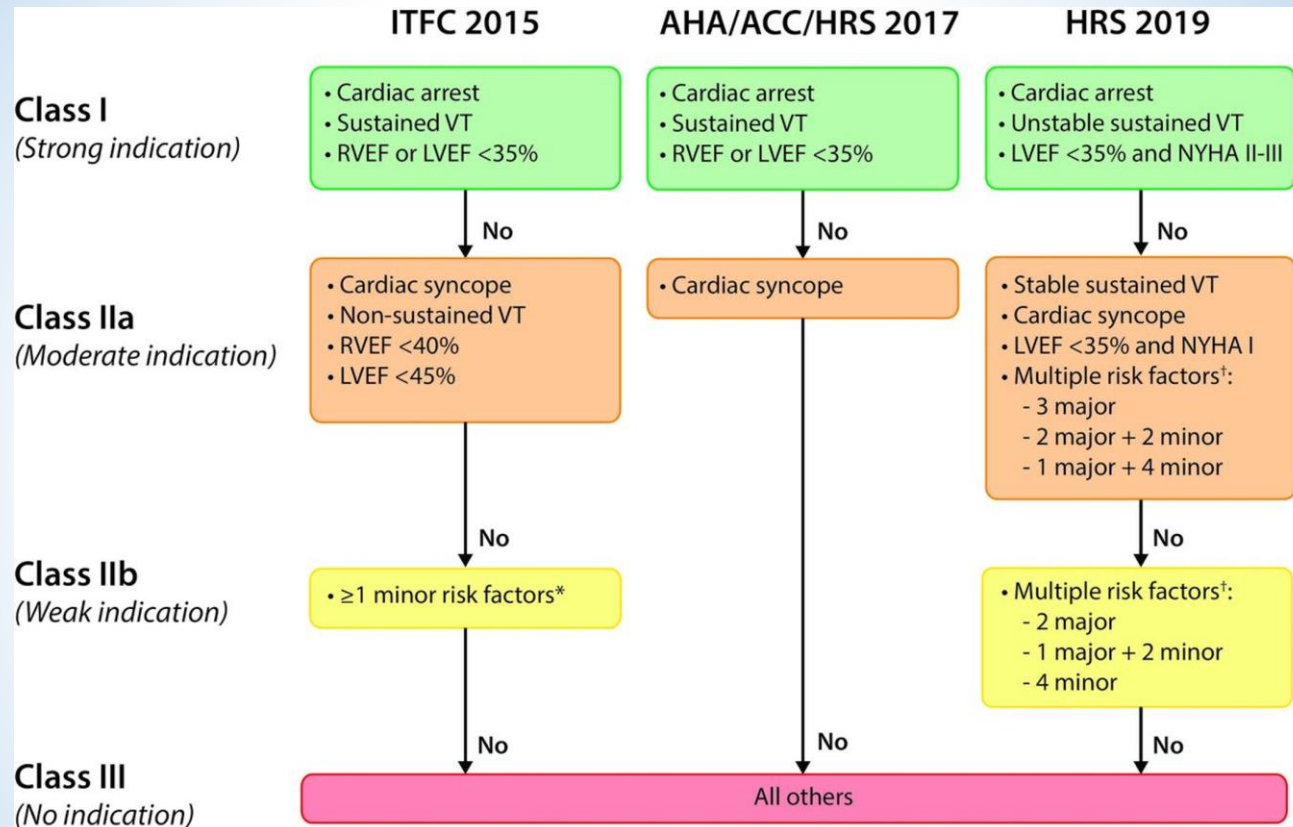 ITFC 2015
AHA/ACC/HRS 2017
HRS 2019
Class I
(Strong indication)
• Cardiac arrest
• Sustained VT
• RVEF or LVEF <35%
• Cardiac arrest
• Sustained VT
• RVEF or LVEF <35%
• Cardiac arrest
• Unstable sustained VT
• LVEF <35% and NYHA II-III
No
No
No
Class IIa
(Moderate indication)
• Cardiac syncope
• Non-sustained VT
• RVEF <40%
• LVEF <45%
• Cardiac syncope
• Stable sustained VT
• Cardiac syncope
• LVEF <35% and NYHA I
• Multiple risk factors†:
- 3 major
- 2 major + 2 minor
- 1 major + 4 minor
No
No
Class IIb
(Weak indication)
• ≥1 minor risk factors*
• Multiple risk factors†:
- 2 major
- 1 major + 2 minor
- 4 minor
No
No
No
Class III
(No indication)
All others